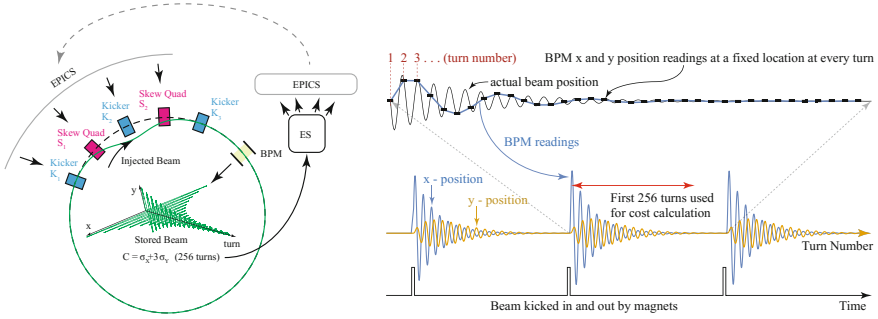 EPICS
Kicker
K₁
Skew Quad
S₁
Kicker
K₂
Skew Quad
S₂
Kicker
K₃
Injected Beam
BPM
EPICS
ES
y
x
turn
Stored Beam
C = σₓ+3σᵧ (256 turns)
1 2 3 . . . (turn number)
BPM x and y position readings at a fixed location at every turn
actual beam position
BPM readings
x - position
y - position
First 256 turns used
for cost calculation
Turn Number
Beam kicked in and out by magnets
Time